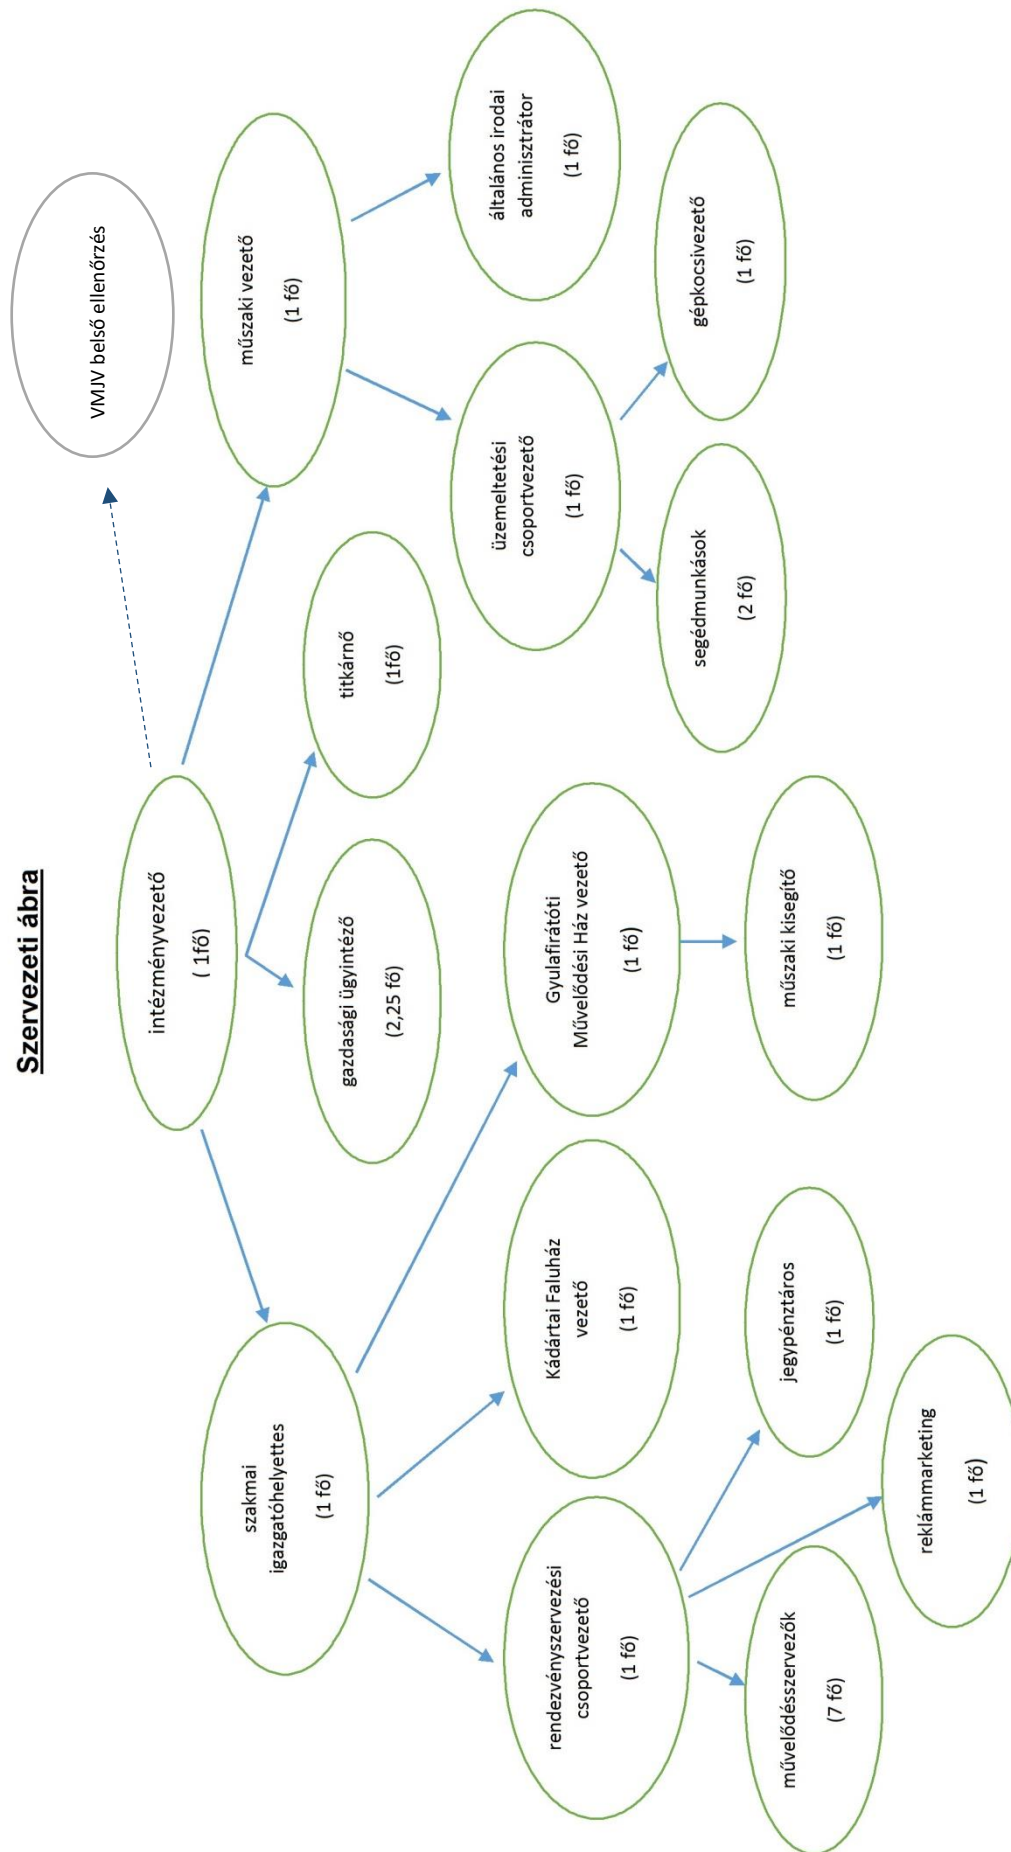 Szervezeti ábra
VMJV belső ellenőrzés
intézményvezető
( 1fő)
szakmai
igazgatóhelyettes
(1 fő)
műszaki vezető
(1 fő)
gazdasági ügyintéző
(2,25 fő)
titkárnő
(1fő)
rendezvényszervezési
csoportvezető
(1 fő)
Kádártai Faluház
vezető
(1 fő)
Gyulafirátóti
Művelődési Ház vezető
(1 fő)
üzemeltetési
csoportvezető
(1 fő)
általános irodai
adminisztrátor
(1 fő)
művelődésszervezők
(7 fő)
jegypénztáros
(1 fő)
műszaki kisegítő
(1 fő)
segédmunkások
(2 fő)
gépkocsivezető
(1 fő)
reklámmarketing
(1 fő)